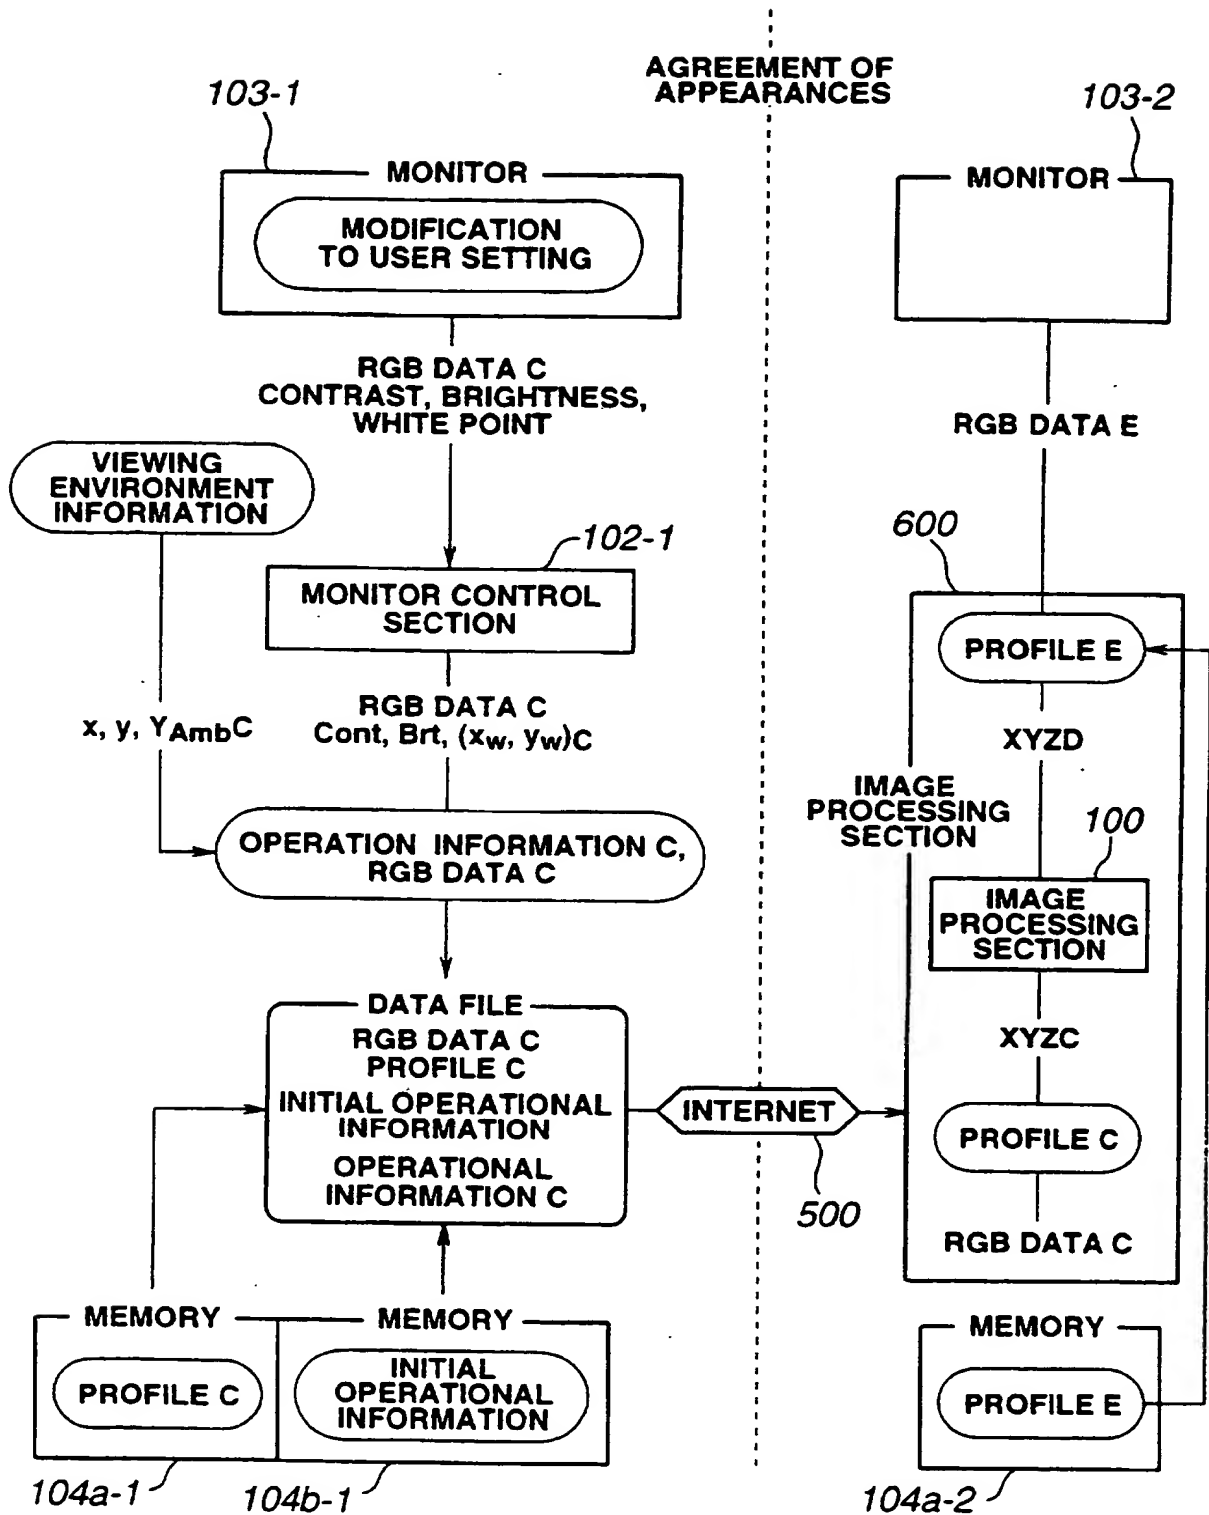 AGREEMENT OF
APPEARANCES
103-1
MONITOR
MODIFICATION
TO USER SETTING
RGB DATA C
CONTRAST, BRIGHTNESS,
WHITE POINT
VIEWING
ENVIRONMENT
INFORMATION
102-1
MONITOR CONTROL
SECTION
x, y, YAmbC
RGB DATA C
Cont, Brt, (xw, yw)C
OPERATION INFORMATION C,
RGB DATA C
DATA FILE
RGB DATA C
PROFILE C
INITIAL OPERATIONAL
INFORMATION
OPERATIONAL
INFORMATION C
INTERNET
500
MEMORY
PROFILE C
104a-1
MEMORY
INITIAL
OPERATIONAL
INFORMATION
104b-1
103-2
MONITOR
RGB DATA E
600
PROFILE E
XYZD
IMAGE
PROCESSING
SECTION
100
IMAGE
PROCESSING
SECTION
XYZC
PROFILE C
RGB DATA C
MEMORY
PROFILE E
104a-2